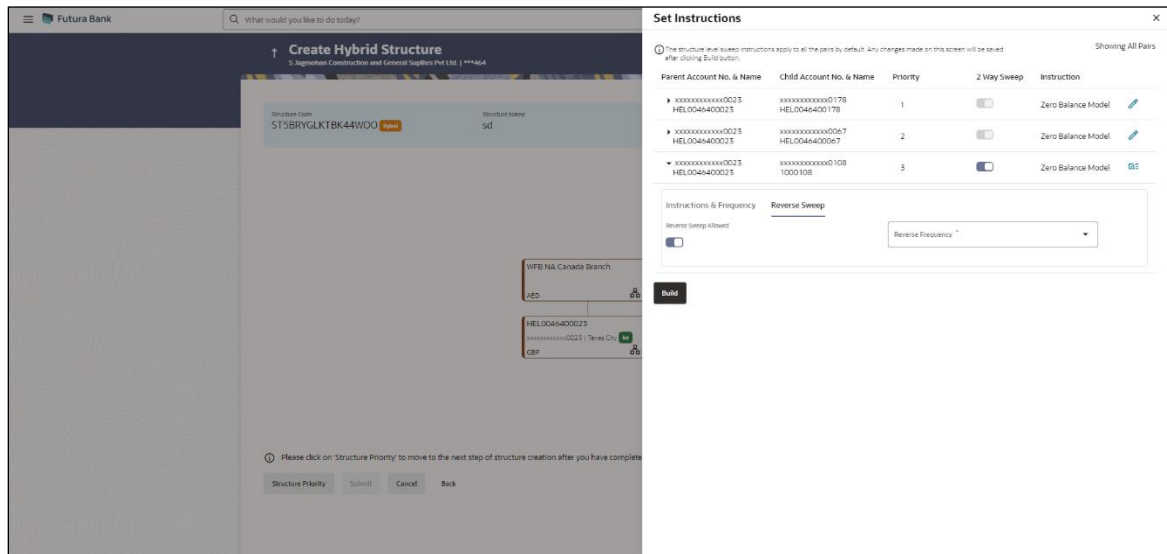 Futura Bank
What would you like to do today?
Create Hybrid Structure
S Jagmohan Construction and General Suplies Pvt Ltd. | ***464
Structure Code
Structure Name
ST5BRYGLKTBK44WOO Hybrid
sd
WFB NA Canada Branch
AED
HEL0046400023
xxxxxxxxxxxx0023 | Texas City Int
GBP
Please click on 'Structure Priority' to move to the next step of structure creation after you have complete
Structure Priority Submit Cancel Back
Set Instructions
The structure level sweep instructions apply to all the pairs by default. Any changes made on this screen will be saved
after clicking Build button.
Showing All Pairs
Parent Account No. & Name Child Account No. & Name Priority 2 Way Sweep Instruction
xxxxxxxxxxxx0023 xxxxxxxxxxxx0178
HEL0046400023 HEL0046400178 1 Zero Balance Model
xxxxxxxxxxxx0023 xxxxxxxxxxxx0067
HEL0046400023 HEL0046400067 2 Zero Balance Model
xxxxxxxxxxxx0023 xxxxxxxxxxxx0108
HEL0046400023 1000108 3 Zero Balance Model
Instructions & Frequency Reverse Sweep
Reverse Sweep Allowed
Reverse Frequency
Build